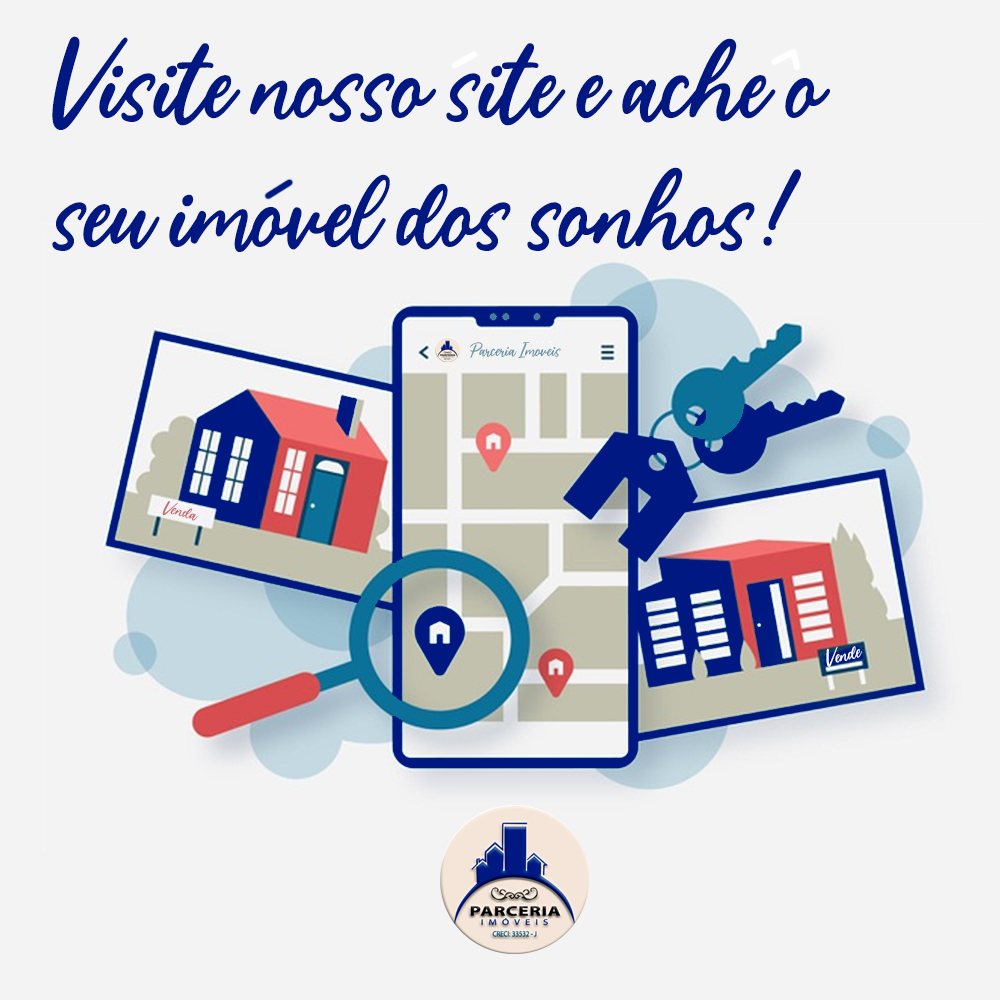 Visite nosso site e ache o
seu imóvel dos sonhos!
Parceria Imoveis
Venda
Vende
PARCERIA
IMÓVEIS
CRECI: 33532 - J